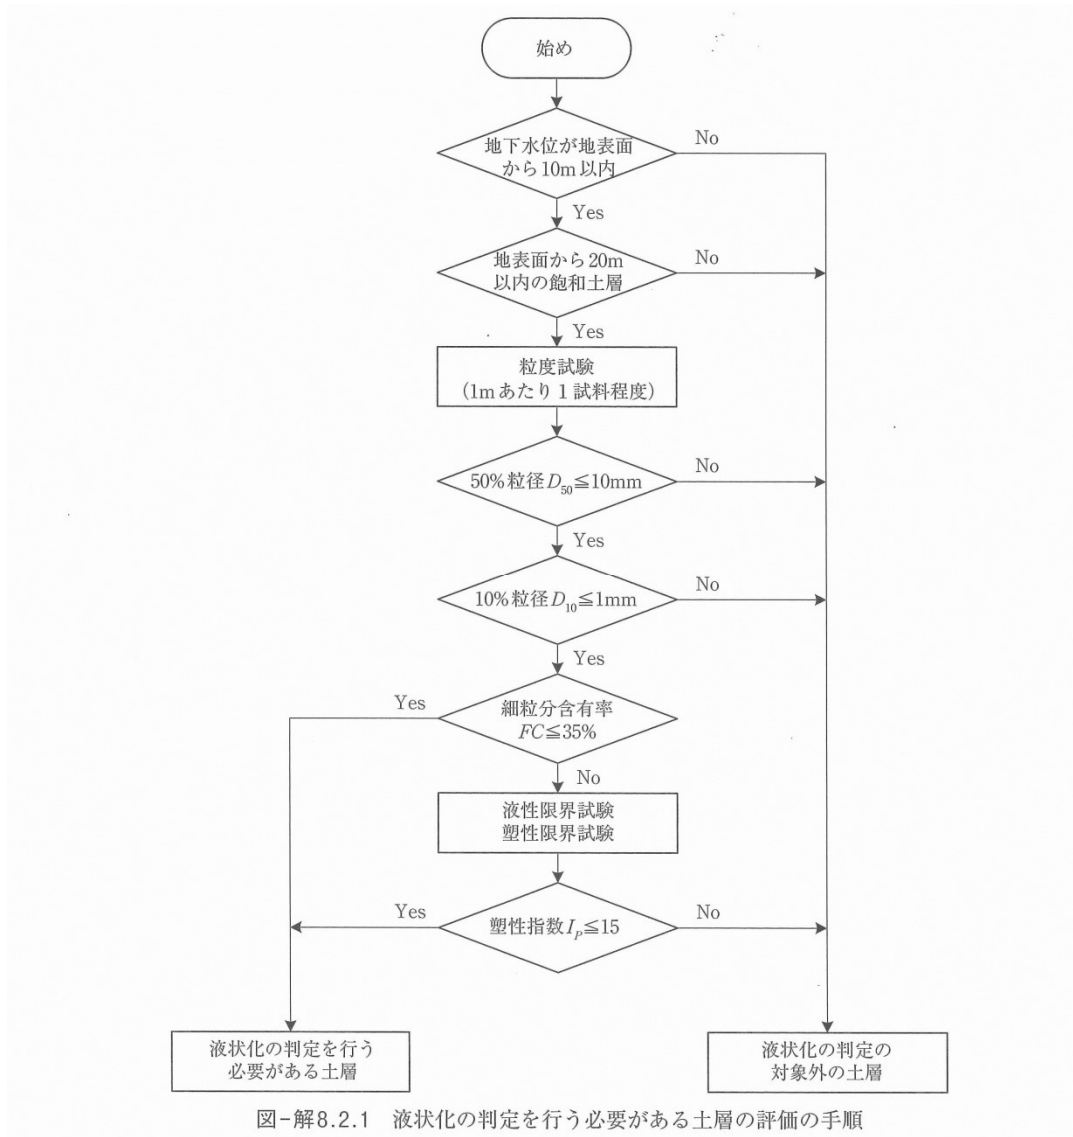 始め
地下水位が地表面
から10m以内
No
Yes
地表面から20m
以内の飽和土層
No
Yes
粒度試験
(1mあたり1試料程度)
50%粒径D50≦10mm
No
Yes
10%粒径D10≦1mm
No
Yes
細粒分含有率
FC≦35%
Yes
No
液性限界試験
塑性限界試験
塑性指数IP≦15
Yes
No
液状化の判定を行う
必要がある土層
液状化の判定の
対象外の土層
図-解8.2.1 液状化の判定を行う必要がある土層の評価の手順